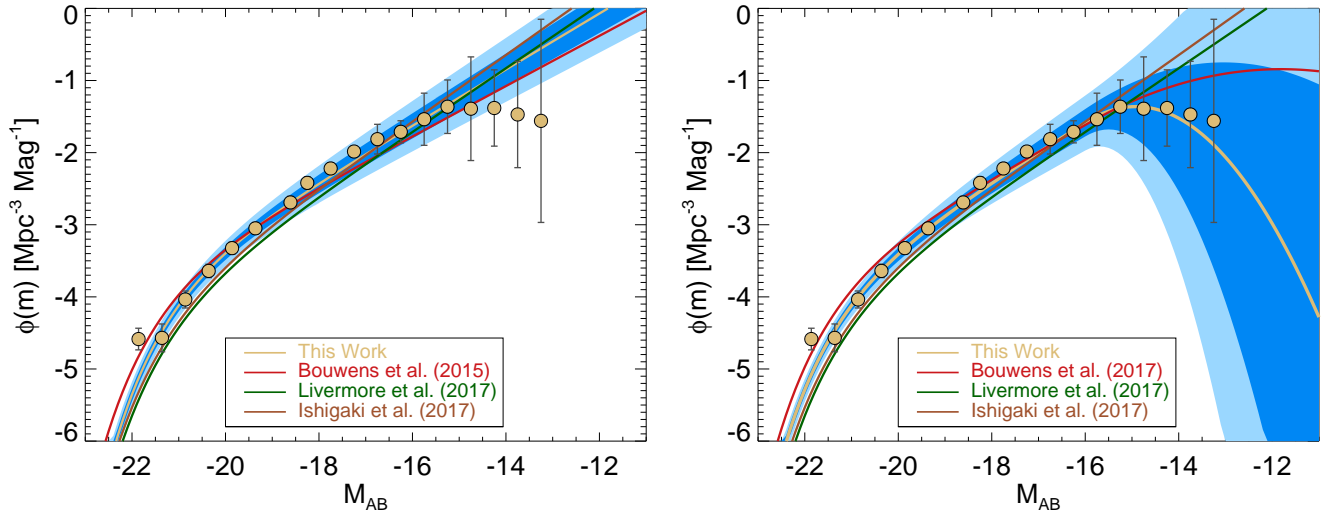 0
-1
-2
-3
-4
-5
-6
ϕ(m) [Mpc⁻³ Mag⁻¹]
This Work
Bouwens et al. (2015)
Livermore et al. (2017)
Ishigaki et al. (2017)
-22 -20 -18 -16 -14 -12
M_AB
0
-1
-2
-3
-4
-5
-6
ϕ(m) [Mpc⁻³ Mag⁻¹]
This Work
Bouwens et al. (2017)
Livermore et al. (2017)
Ishigaki et al. (2017)
-22 -20 -18 -16 -14 -12
M_AB